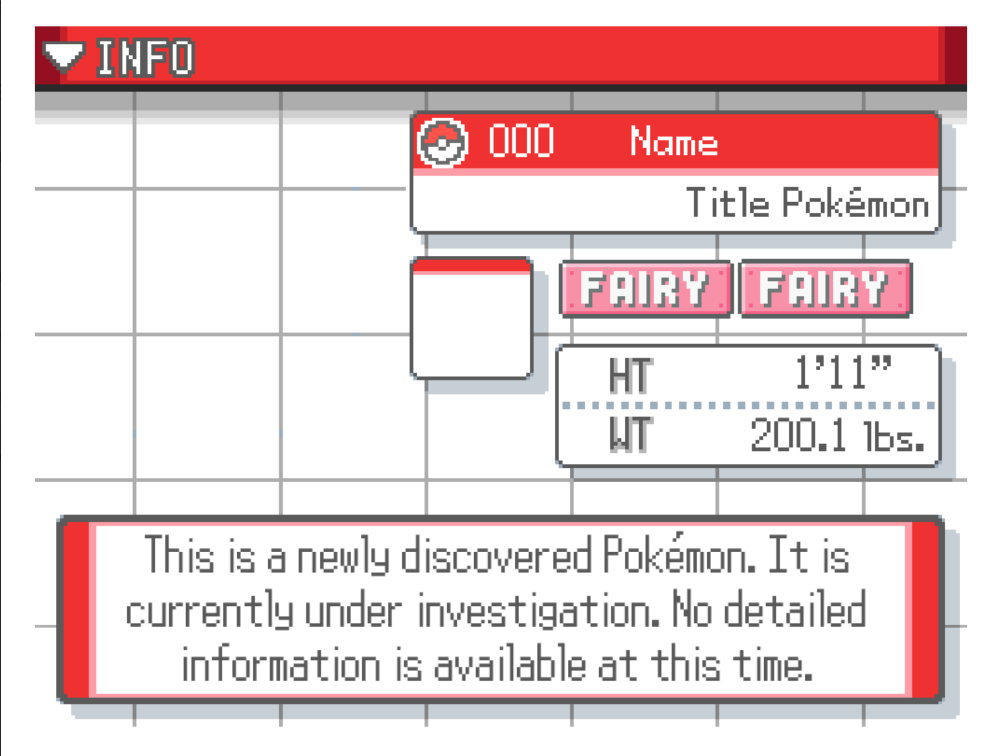 INFO
000 Name
Title Pokémon
FAIRY FAIRY
HT 1’11”
WT 200.1 lbs.
This is a newly discovered Pokémon. It is
currently under investigation. No detailed
information is available at this time.